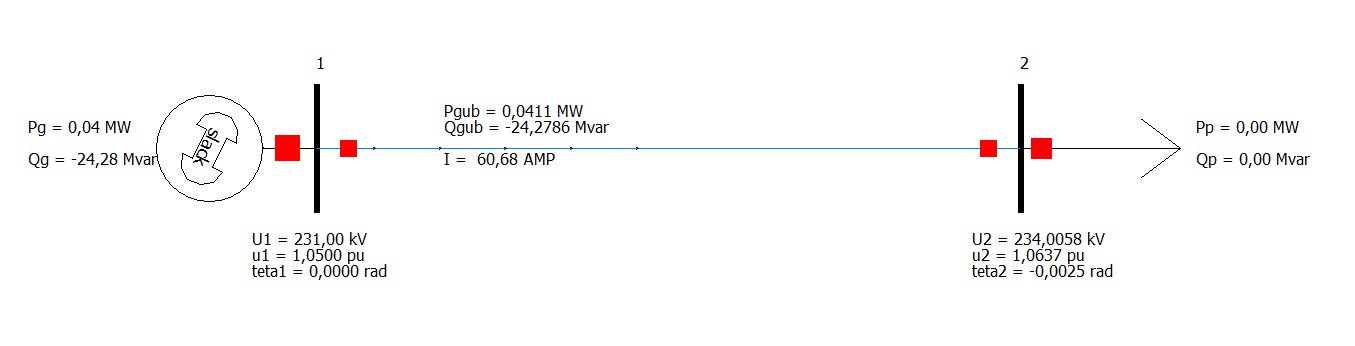 1
2
Pgub = 0,0411 MW
Qgub = -24,2786 Mvar
Pg = 0,04 MW
slack
Pp = 0,00 MW
Qg = -24,28 Mvar
I =  60,68 AMP
Qp = 0,00 Mvar
U1 = 231,00 kV
u1 = 1,0500 pu
teta1 = 0,0000 rad
U2 = 234,0058 kV
u2 = 1,0637 pu
teta2 = -0,0025 rad